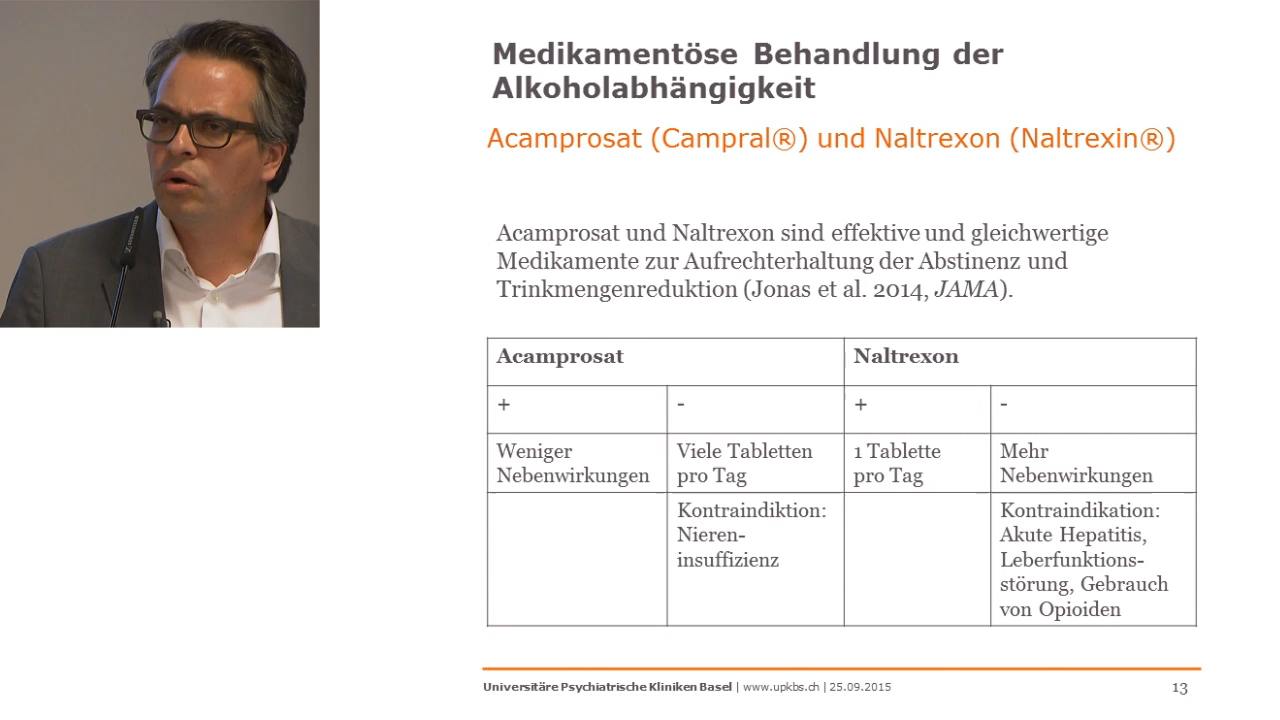 Medikamentöse Behandlung der
Alkoholabhängigkeit
Acamprosat (Campral®) und Naltrexon (Naltrexin®)
Acamprosat und Naltrexon sind effektive und gleichwertige
Medikamente zur Aufrechterhaltung der Abstinenz und
Trinkmengenreduktion (Jonas et al. 2014, JAMA).
Acamprosat
Naltrexon
+
-
+
-
Weniger
Nebenwirkungen
Viele Tabletten
pro Tag
1 Tablette
pro Tag
Mehr
Nebenwirkungen
Kontraindiktion:
Nieren-
insuffizienz
Kontraindikation:
Akute Hepatitis,
Leberfunktions-
störung, Gebrauch
von Opioiden
Universitäre Psychiatrische Kliniken Basel | www.upkbs.ch | 25.09.2015
13